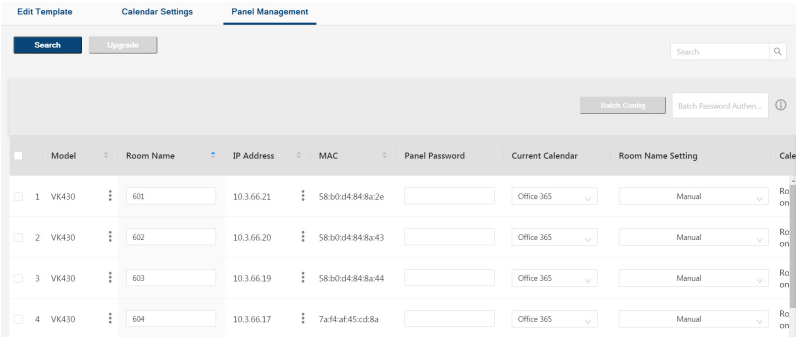 Edit Template Calendar Settings Panel Management
Search Upgrade Search
Batch Config Batch Password Authen...
Model Room Name IP Address MAC Panel Password Current Calendar Room Name Setting Cale
1 VK430 601 10.3.66.21 58:b0:d4:84:8a:2e Office 365 Manual Ro
on
2 VK430 602 10.3.66.20 58:b0:d4:84:8a:43 Office 365 Manual Ro
on
3 VK430 603 10.3.66.19 58:b0:d4:84:8a:44 Office 365 Manual Ro
on
4 VK430 604 10.3.66.17 7a:f4:af:45:cd:8a Office 365 Manual Ro
on